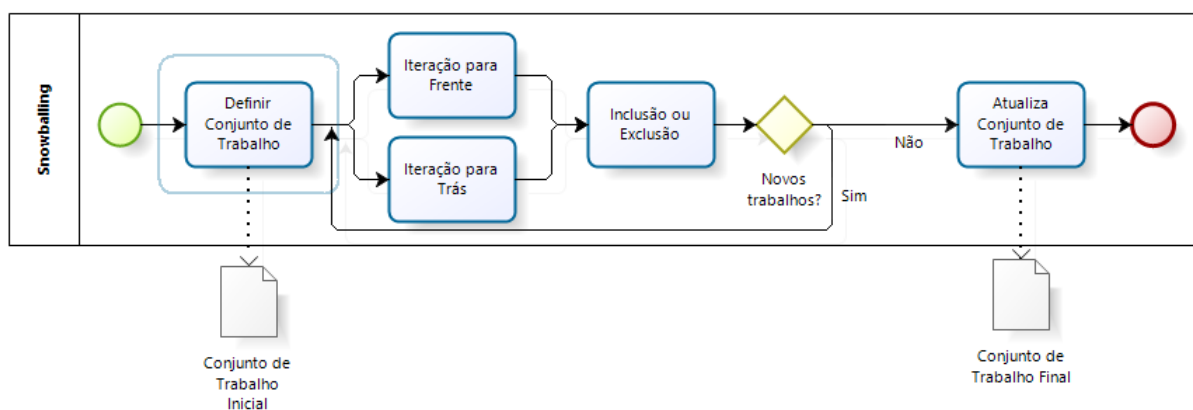 Snowballing
Definir
Conjunto de
Trabalho
Iteração para
Frente
Iteração para
Trás
Inclusão ou
Exclusão
Novos
trabalhos?
Sim
Não
Atualiza
Conjunto de
Trabalho
Conjunto de
Trabalho
Inicial
Conjunto de
Trabalho Final